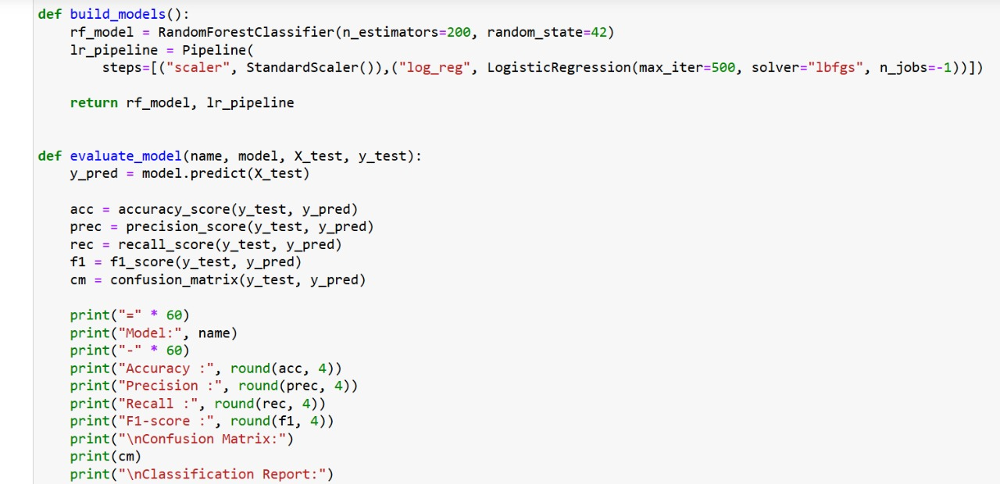 def build_models():
    rf_model = RandomForestClassifier(n_estimators=200, random_state=42)
    lr_pipeline = Pipeline(
        steps=[("scaler", StandardScaler()),("log_reg", LogisticRegression(max_iter=500, solver="lbfgs", n_jobs=-1))])
    return rf_model, lr_pipeline
def evaluate_model(name, model, X_test, y_test):
    y_pred = model.predict(X_test)
    acc = accuracy_score(y_test, y_pred)
    prec = precision_score(y_test, y_pred)
    rec = recall_score(y_test, y_pred)
    f1 = f1_score(y_test, y_pred)
    cm = confusion_matrix(y_test, y_pred)
    print("=" * 60)
    print("Model:", name)
    print("-" * 60)
    print("Accuracy :", round(acc, 4))
    print("Precision :", round(prec, 4))
    print("Recall :", round(rec, 4))
    print("F1-score :", round(f1, 4))
    print("\nConfusion Matrix:")
    print(cm)
    print("\nClassification Report:")